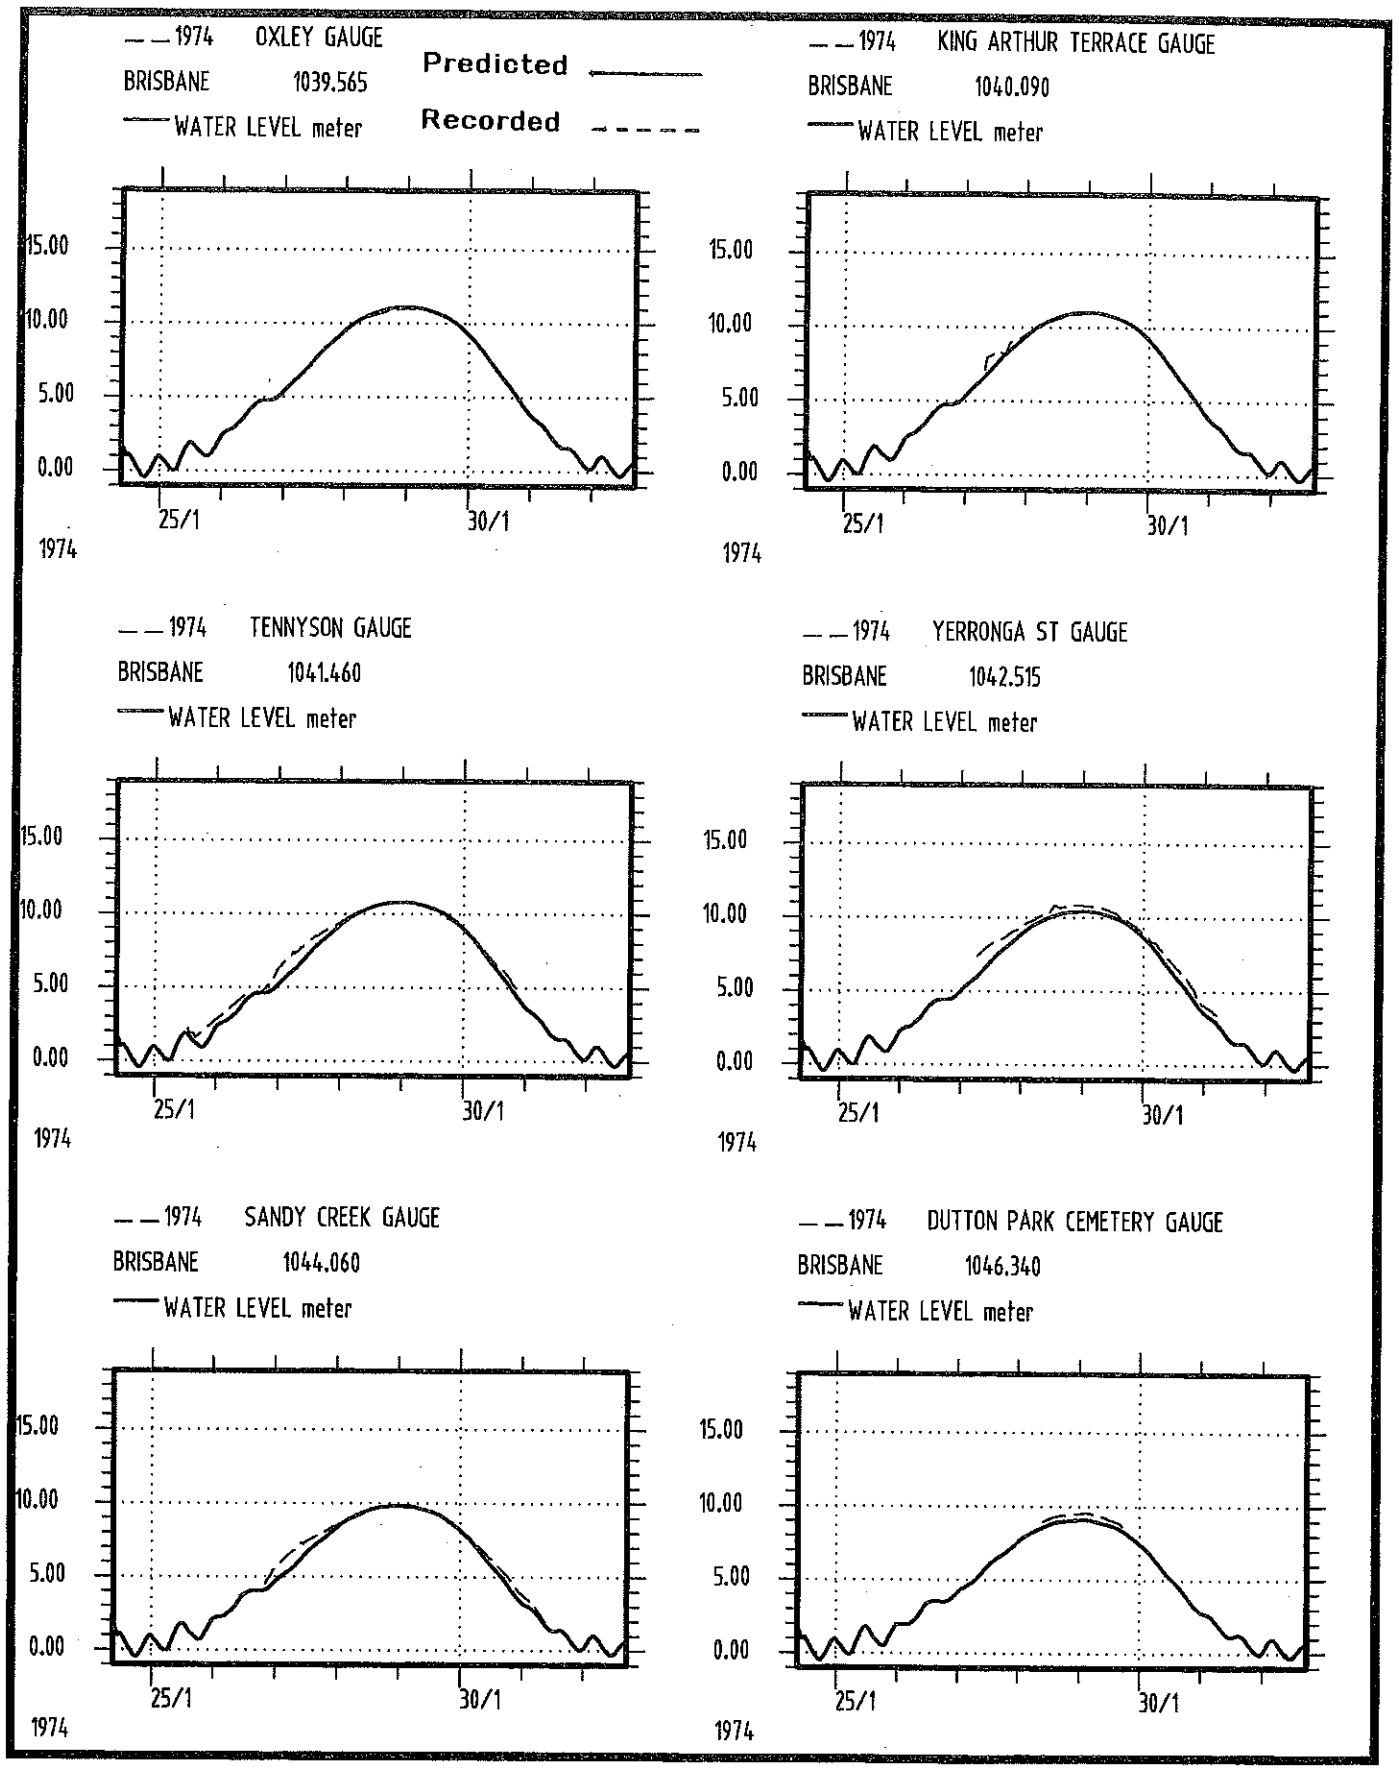 — — 1974 OXLEY GAUGE
BRISBANE 1039.565
WATER LEVEL meter
Predicted
Recorded
15.00
10.00
5.00
0.00
25/1 30/1
1974
— — 1974 KING ARTHUR TERRACE GAUGE
BRISBANE 1040.090
WATER LEVEL meter
15.00
10.00
5.00
0.00
25/1 30/1
1974
— — 1974 TENNYSON GAUGE
BRISBANE 1041.460
WATER LEVEL meter
15.00
10.00
5.00
0.00
25/1 30/1
1974
— — 1974 YERRONGA ST GAUGE
BRISBANE 1042.515
WATER LEVEL meter
15.00
10.00
5.00
0.00
25/1 30/1
1974
— — 1974 SANDY CREEK GAUGE
BRISBANE 1044.060
WATER LEVEL meter
15.00
10.00
5.00
0.00
25/1 30/1
1974
— — 1974 DUTTON PARK CEMETERY GAUGE
BRISBANE 1046.340
WATER LEVEL meter
15.00
10.00
5.00
0.00
25/1 30/1
1974